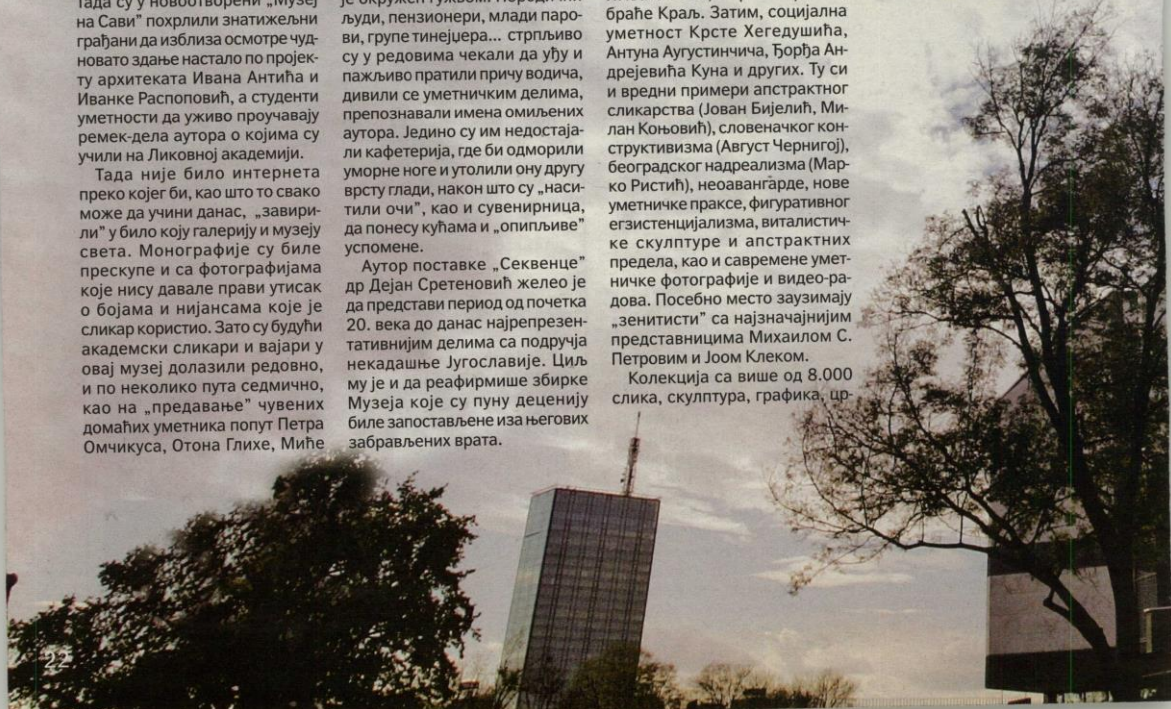 Тада су у новоотворени „Музеј
на Сави” похрлили знатижељни
грађани да изблиза осмотре чуд-
новато здање настало по пројек-
ту архитеката Ивана Антића и
Иванке Распоповић, а студенти
уметности да уживо проучавају
ремек-дела аутора о којима су
учили на Ликовној академији.
Тада није било интернета
преко којег би, као што то свако
може да учини данас, „завири-
ли” у било коју галерију и музеју
света. Монографије су биле
прескупе и са фотографијама
које нису давале прави утисак
о бојама и нијансама које је
сликар користио. Зато су будући
академски сликари и вајари у
овај музеј долазили редовно,
и по неколико пута седмично,
као на „предавање” чувених
домаћих уметника попут Петра
Омчикуса, Отона Глихе, Миће
је окружен гужвом. Породични
људи, пензионери, млади паро-
ви, групе тинејџера... стрпљиво
су у редовима чекали да уђу и
пажљиво пратили причу водича,
дивили се уметничким делима,
препознавали имена омиљених
аутора. Једино су им недостаја-
ли кафетерија, где би одморили
уморне ноге и утолили ону другу
врсту глади, након што су „наси-
тили очи”, као и сувенирница,
да понесу кућама и „опипљиве”
успомене.
Аутор поставке „Секвенце”
др Дејан Сретеновић желео је
да представи период од почетка
20. века до данас најрепрезен-
тативнијим делима са подручја
некадашње Југославије. Циљ
му је и да реафирмише збирке
Музеја које су пуну деценију
биле запостављене иза његових
забрављених врата.
браће Краљ. Затим, социјална
уметност Крсте Хегедушића,
Антуна Аугустинчича, Ђорђа Ан-
дрејевића Куна и других. Ту си
и вредни примери апстрактног
сликарства (Јован Бијелић, Ми-
лан Коњовић), словеначког кон-
структивизма (Август Чернигој),
београдског надреализма (Мар-
ко Ристић), неоавангарде, нове
уметничке праксе, фигуративног
егзистенцијализма, виталистич-
ке скулптуре и апстрактних
предела, као и савремене умет-
ничке фотографије и видео-ра-
дова. Посебно место заузимају
„зенитисти” са најзначајнијим
представницима Михаилом С.
Петровим и Јоом Клеком.
Колекција са више од 8.000
слика, скулптура, графика, цр-
22